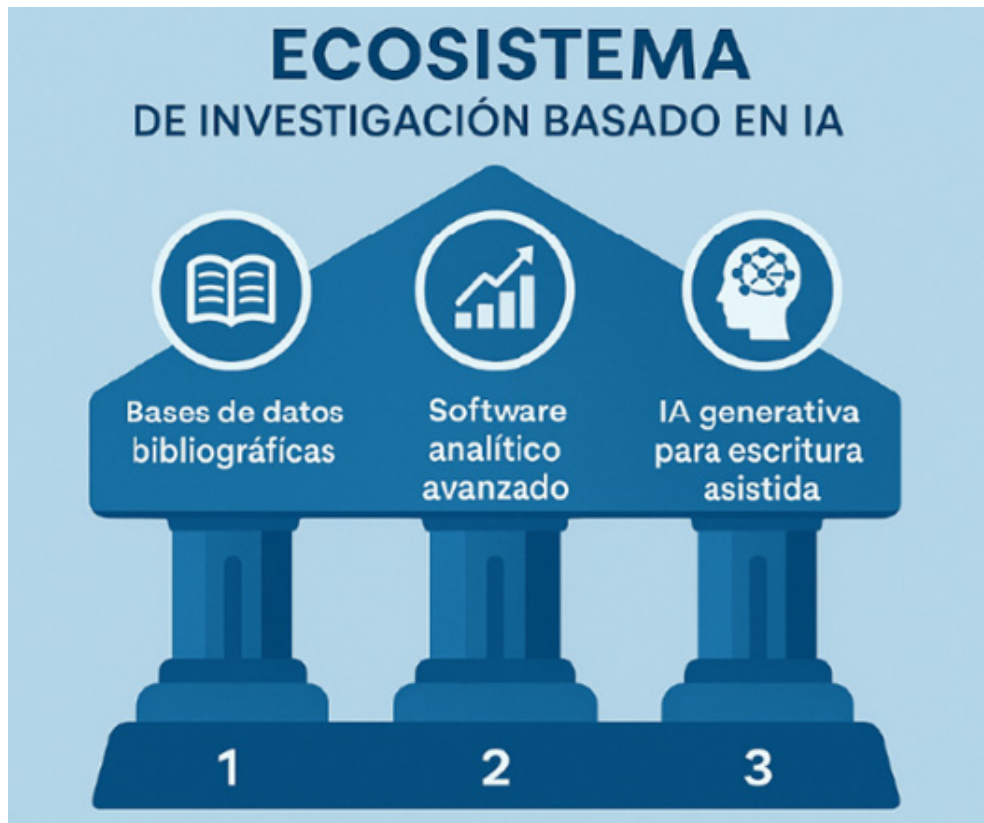 ECOSISTEMA
DE INVESTIGACIÓN BASADO EN IA
Bases de datos
bibliográfícas
Software
analítico
avanzado
IA generativa
para escritura
asistida
1
2
3